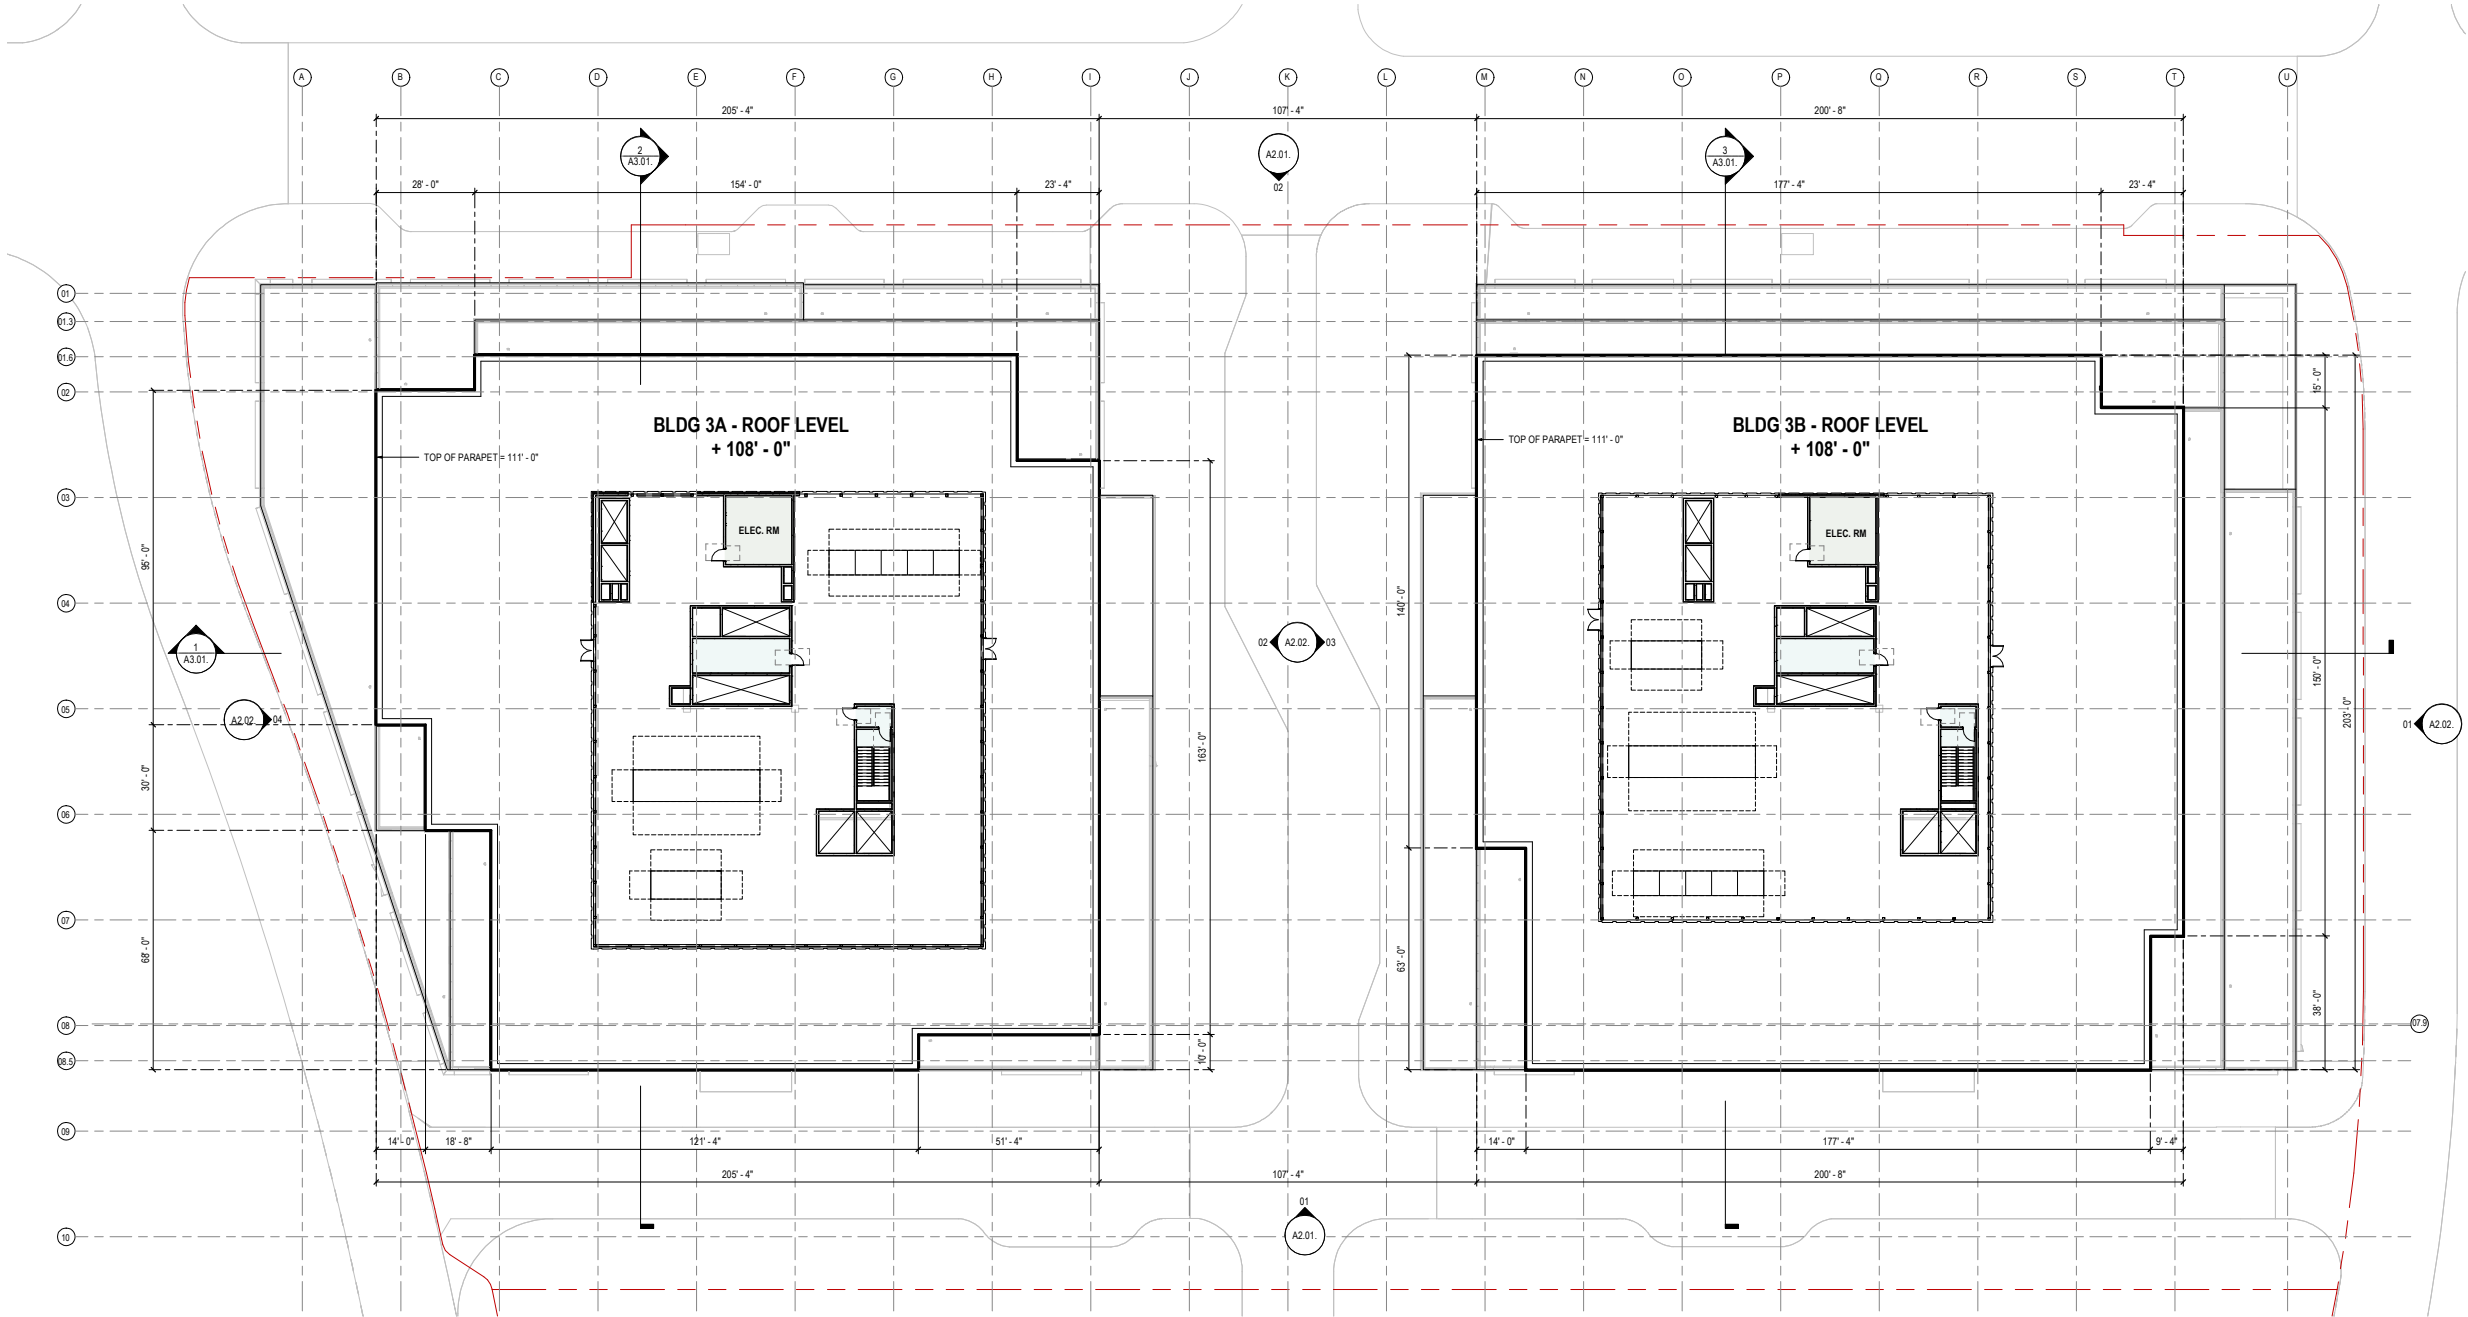 A B C D E F G H I J K L M N O P Q R S T U
205' - 4" 107' - 4" 200' - 8"
2
A3.01.
A2.01.
02
3
A3.01.
28' - 0" 154' - 0" 23' - 4" 177' - 4" 23' - 4"
01
01.3
01.6
02
15' - 0"
BLDG 3A - ROOF LEVEL
+ 108' - 0"
BLDG 3B - ROOF LEVEL
+ 108' - 0"
TOP OF PARAPET = 111' - 0"
TOP OF PARAPET = 111' - 0"
03
ELEC. RM
ELEC. RM
95' - 0"
04
140' - 0"
1
A3.01.
02 A2.02. 03
150' - 0"
05
A2.02 04
203' - 0"
01 A2.02.
163' - 0"
30' - 0"
06
07
68' - 0"
63' - 0"
38' - 0"
08
07.9
10' - 0"
08.5
09
14' - 0" 18' - 8" 121' - 4" 51' - 4" 14' - 0" 177' - 4" 9' - 4"
205' - 4" 107' - 4" 200' - 8"
01
A2.01.
10